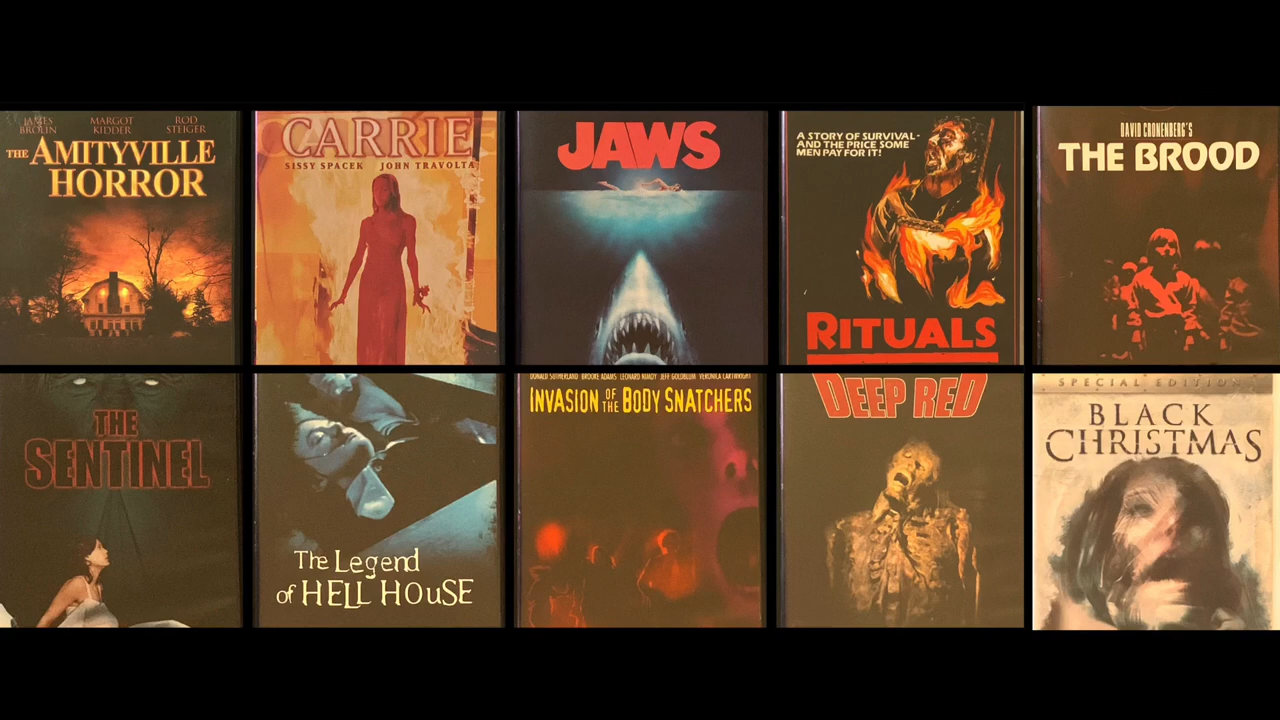 JAMES BROLIN
MARGOT KIDDER
ROD STEIGER
THE AMITYVILLE
HORROR
CARRIE
SISSY SPACEK JOHN TRAVOLTA
JAWS
A STORY OF SURVIVAL-
AND THE PRICE SOME
MEN PAY FOR IT!
RITUALS
DAVID CRONENBERG'S
THE BROOD
THE
SENTINEL
The Legend
of HELL HOuSE
DONALD SUTHERLAND BROOKE ADAMS LEONARD NIMOY JEFF GOLDBLUM VERONICA CARTWRIGHT
INVASION OF THE BODY SNATCHERS
DEEP RED
SPECIAL EDITION
BLACK
CHRISTMAS